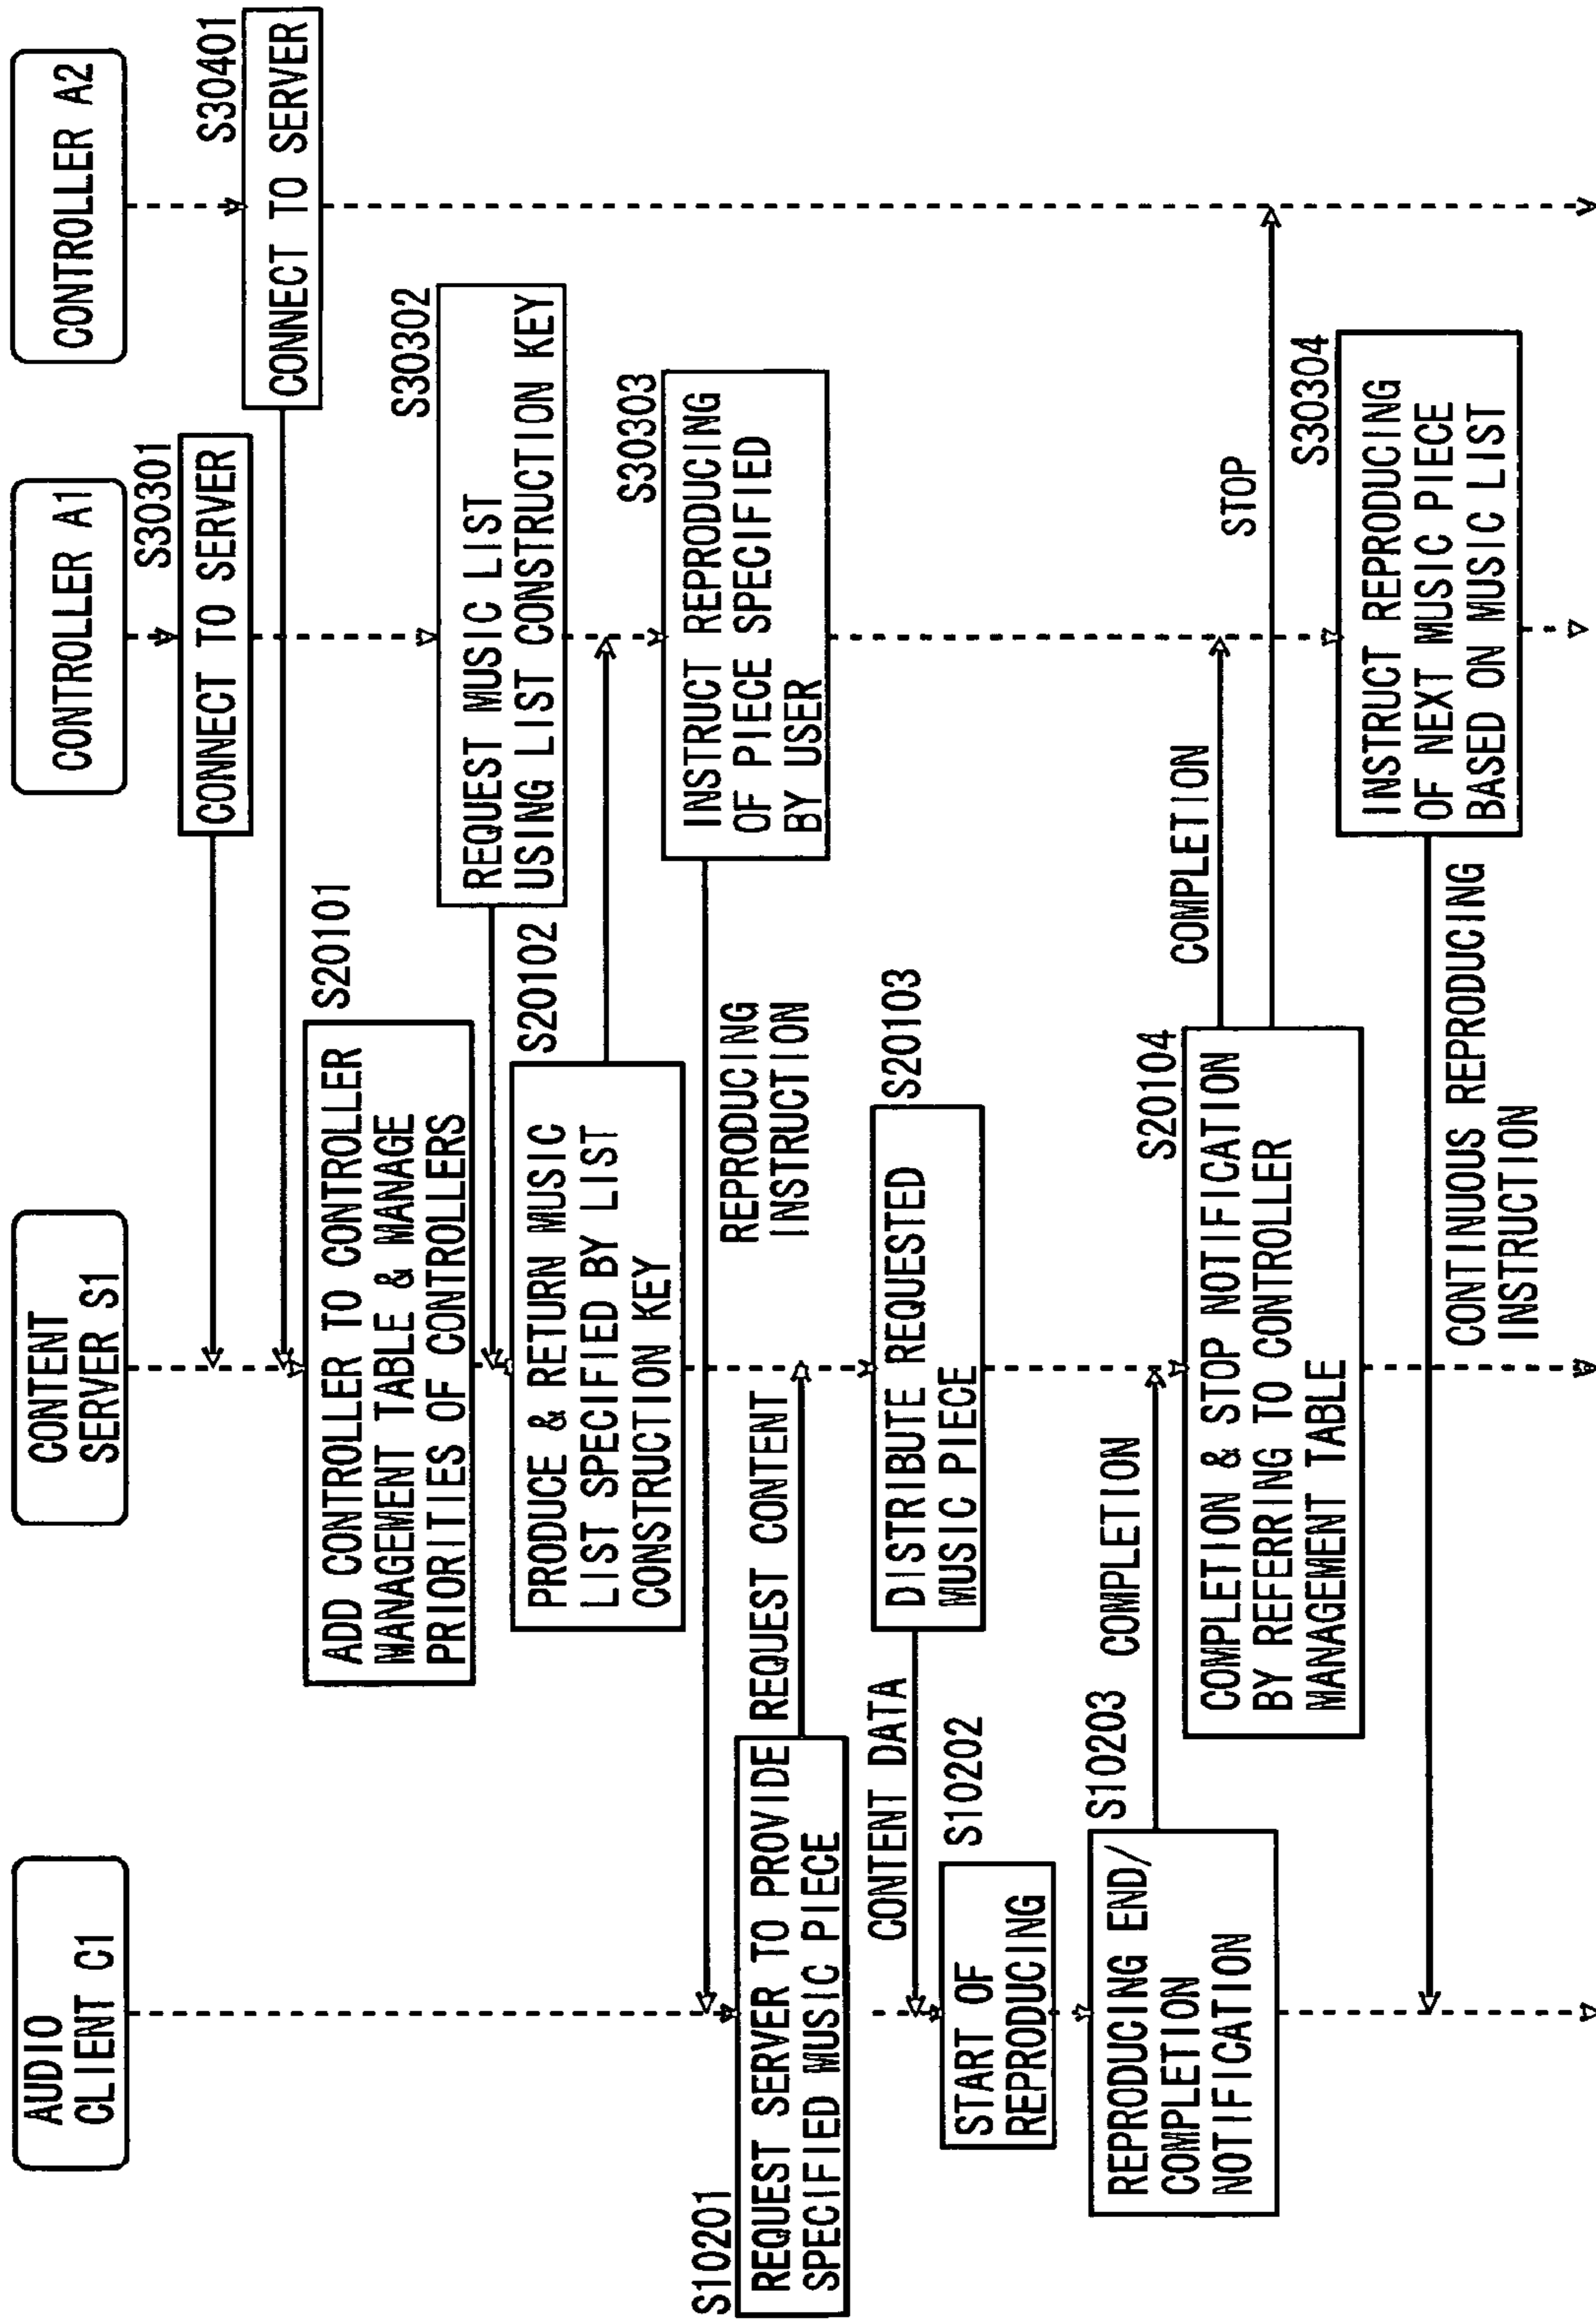 AUDIO
CLIENT C1
CONTENT
SERVER S1
CONTROLLER A1
CONTROLLER A2
S30301
CONNECT TO SERVER
S30401
CONNECT TO SERVER
S20101
ADD CONTROLLER TO CONTROLLER
MANAGEMENT TABLE & MANAGE
PRIORITIES OF CONTROLLERS
S30302
REQUEST MUSIC LIST
USING LIST CONSTRUCTION KEY
S20102
PRODUCE & RETURN MUSIC
LIST SPECIFIED BY LIST
CONSTRUCTION KEY
S30303
INSTRUCT REPRODUCING
OF PIECE SPECIFIED
BY USER
REPRODUCING
INSTRUCTION
S10201
REQUEST SERVER TO PROVIDE
SPECIFIED MUSIC PIECE
REQUEST CONTENT
S20103
DISTRIBUTE REQUESTED
MUSIC PIECE
CONTENT DATA
S10202
START OF
REPRODUCING
S10203
REPRODUCING END/
COMPLETION
NOTIFICATION
COMPLETION
S20104
COMPLETION & STOP NOTIFICATION
BY REFERRING TO CONTROLLER
MANAGEMENT TABLE
COMPLETION
STOP
S30304
INSTRUCT REPRODUCING
OF NEXT MUSIC PIECE
BASED ON MUSIC LIST
CONTINUOUS REPRODUCING
INSTRUCTION